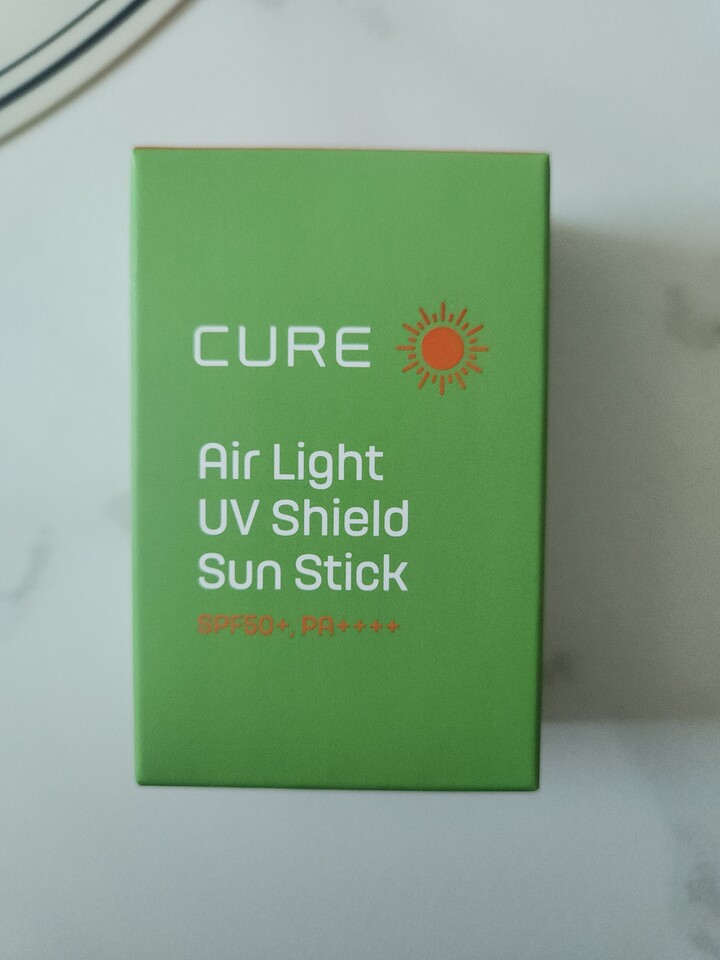 CURE
Air Light
UV Shield
Sun Stick
SPF50+, PA++++